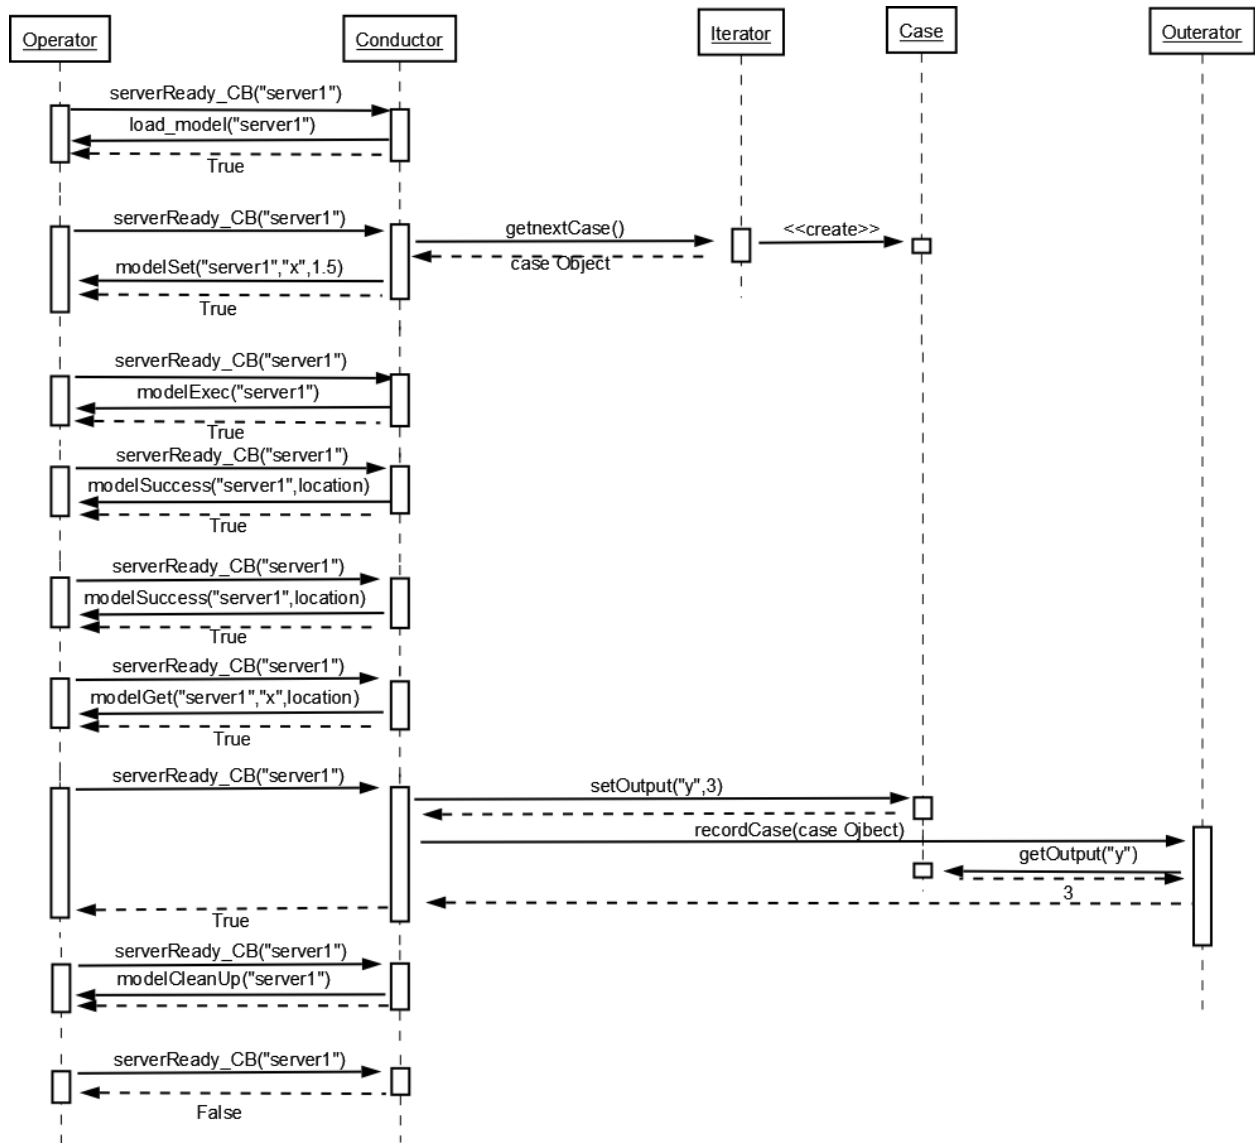 Operator
Conductor
Iterator
Case
Outerator
serverReady_CB("server1")
load_model("server1")
True
serverReady_CB("server1")
getnextCase()
<<create>>
case Object
modelSet("server1","x",1.5)
True
serverReady_CB("server1")
modelExec("server1")
True
serverReady_CB("server1")
modelSuccess("server1",location)
True
serverReady_CB("server1")
modelSuccess("server1",location)
True
serverReady_CB("server1")
modelGet("server1","x",location)
True
serverReady_CB("server1")
setOutput("y",3)
recordCase(case Ojbect)
getOutput("y")
3
True
serverReady_CB("server1")
modelCleanUp("server1")
serverReady_CB("server1")
False